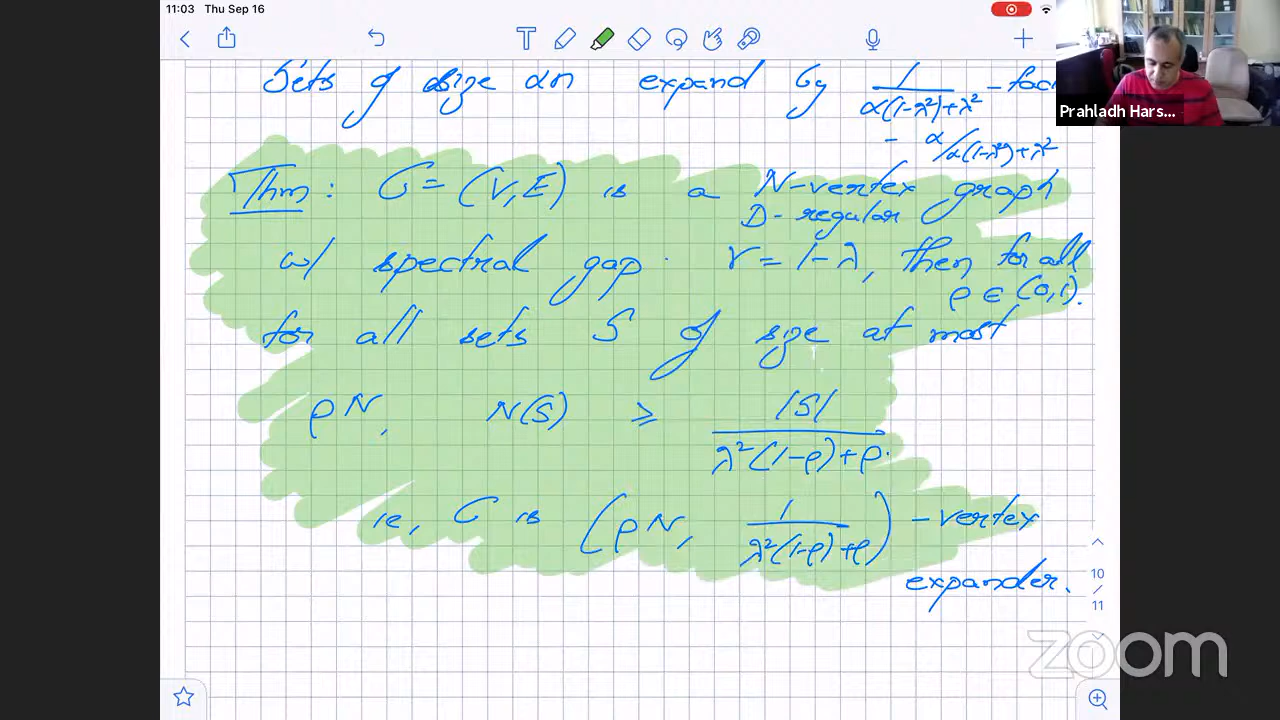 11:03 Thu Sep 16
Sets of size αn expand by 1/(α(1-λ²)+λ²) -fac
- α/α(1-λ²)+λ²
Prahladh Hars...
Thm: G = (V,E) is a N-vertex graph
D-regular
w/ spectral gap γ = 1-λ, then for all
ρ ∈ (0,1).
for all sets S of size at most
ρN, N(S) ≥ |S|/(λ²(1-ρ)+ρ).
ie, G is (ρN, 1/(λ²(1-ρ)+ρ)) -vertex
expander.
10
/
11
zoom